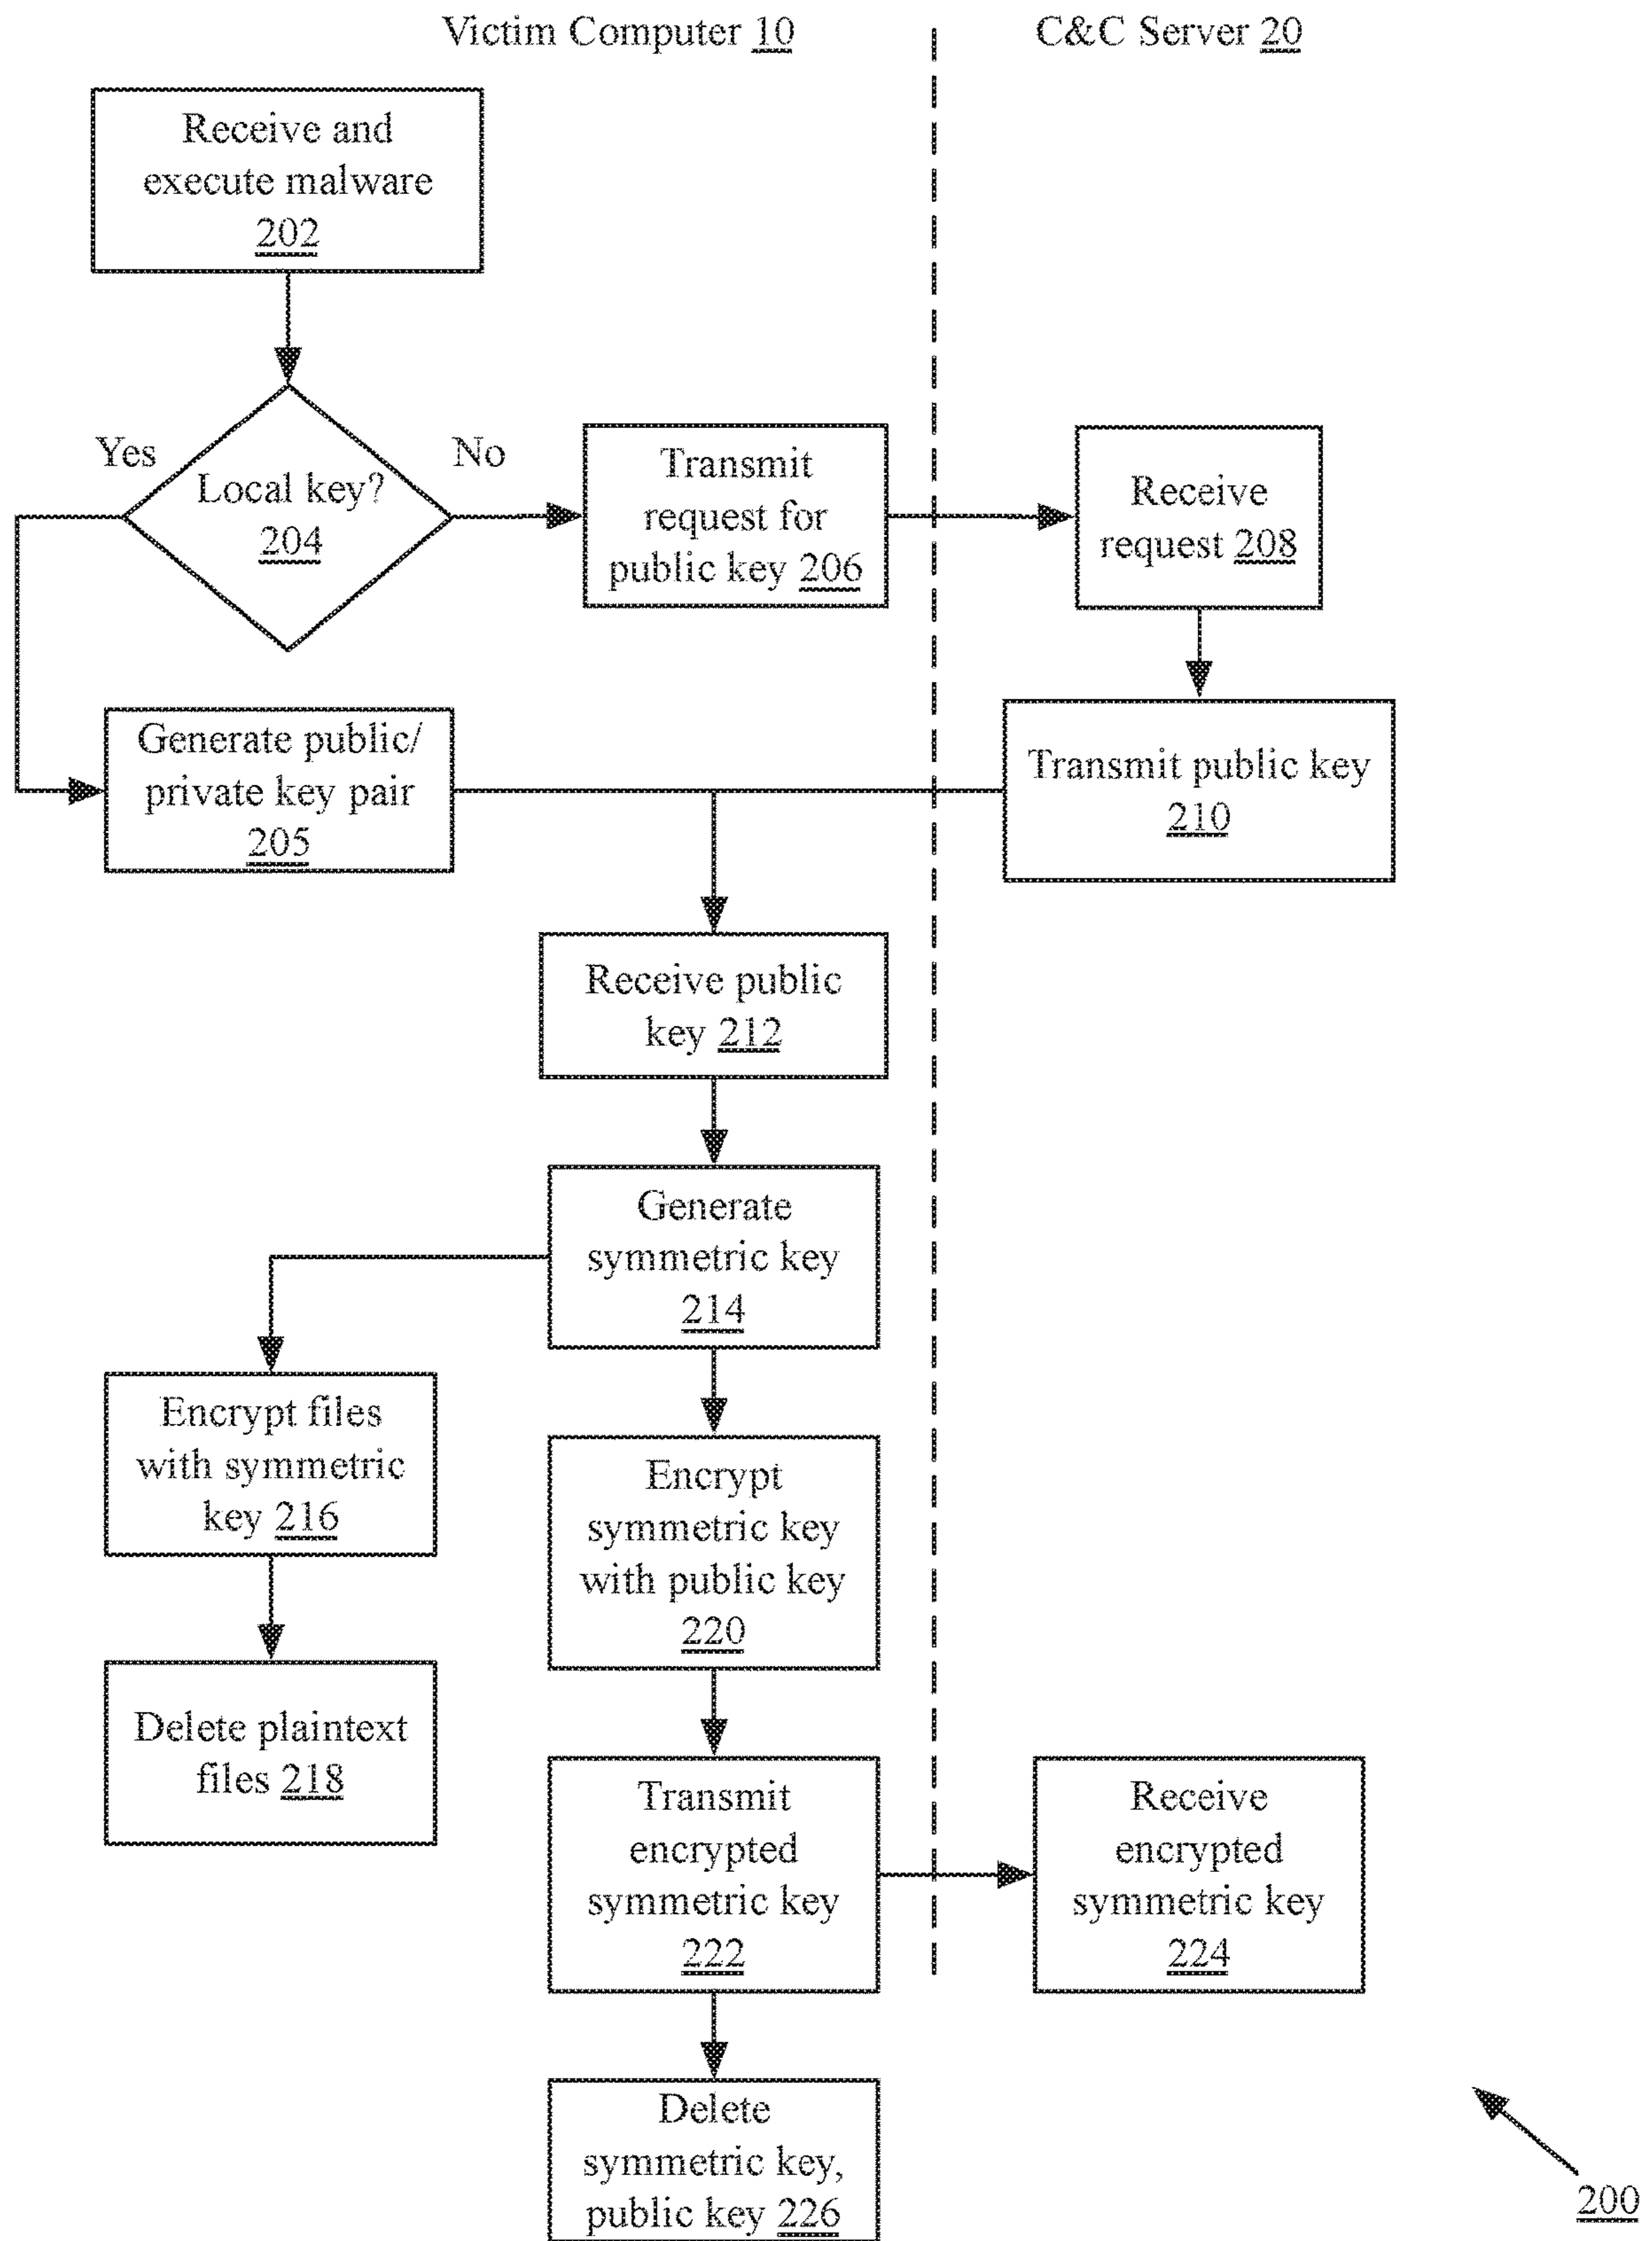 Victim Computer 10
C&C Server 20
Receive and
execute malware
202
Yes
No
Local key?
204
Transmit
request for
public key 206
Receive
request 208
Generate public/
private key pair
205
Transmit public key
210
Receive public
key 212
Generate
symmetric key
214
Encrypt files
with symmetric
key 216
Encrypt
symmetric key
with public key
220
Delete plaintext
files 218
Transmit
encrypted
symmetric key
222
Receive
encrypted
symmetric key
224
Delete
symmetric key,
public key 226
200